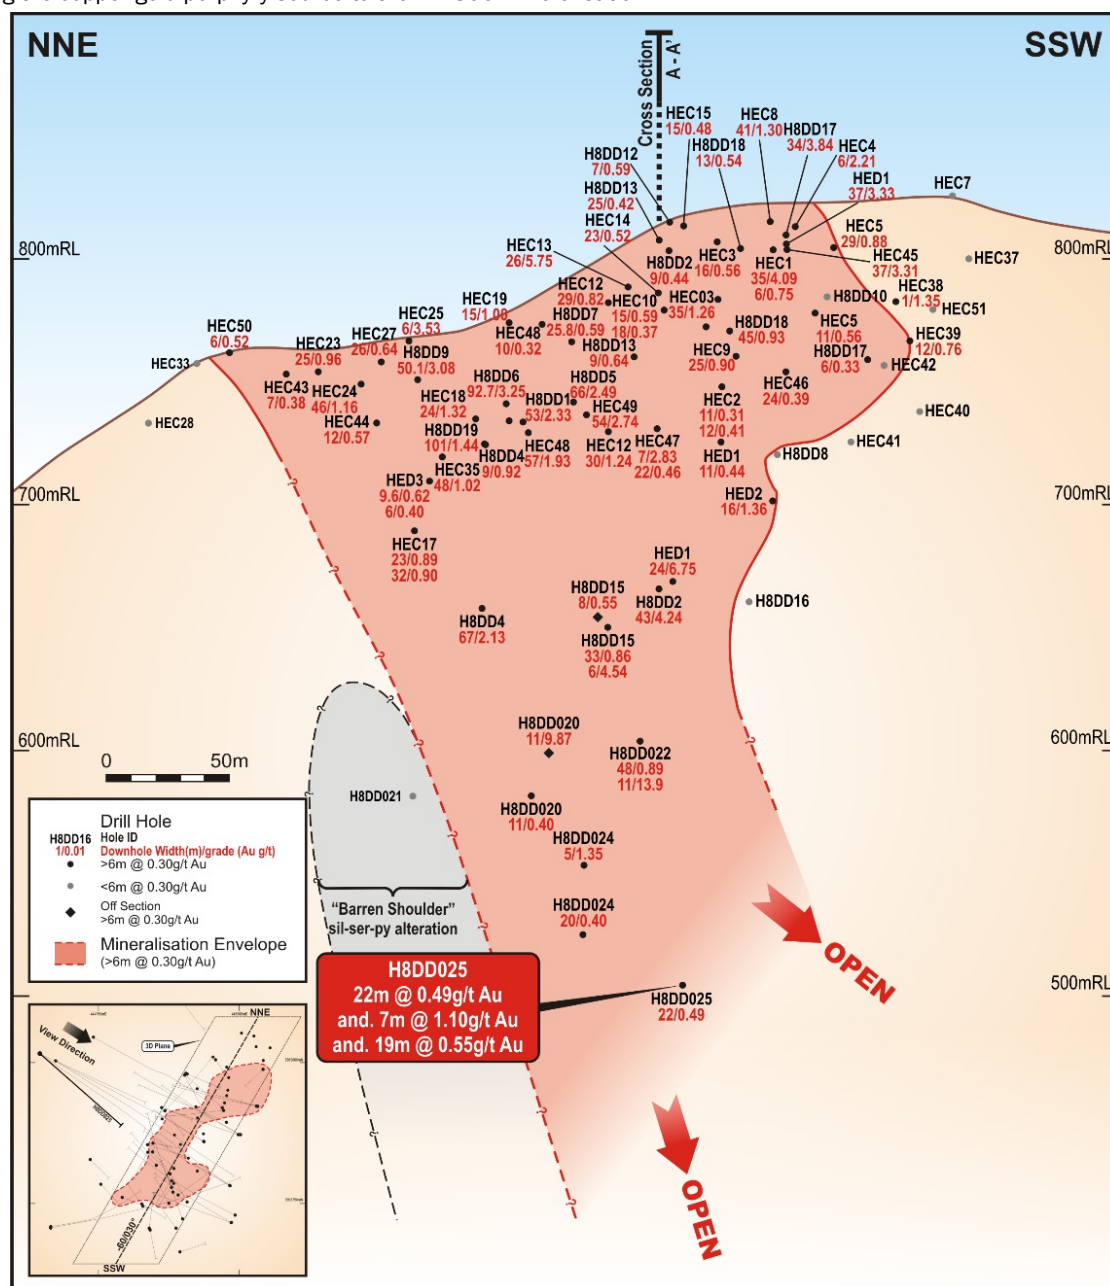 NNE
SSW
Cross Section
A - A'
HEC15
15/0.48
HEC8
41/1.30
H8DD17
34/3.84
H8DD18
13/0.54
HEC4
6/2.21
H8DD12
7/0.59
HED1
37/3.33
HEC7
H8DD13
25/0.42
HEC14
23/0.52
HEC5
29/0.88
HEC13
26/5.75
800mRL
800mRL
H8DD2
9/0.44
HEC3
16/0.56
HEC1
35/4.09
6/0.75
HEC45
37/3.31
HEC37
HEC12
29/0.82
HEC10
15/0.59
18/0.37
HEC03
35/1.26
H8DD10
HEC38
1/1.35
HEC51
HEC19
15/1.00
HEC25
6/3.53
HEC50
6/0.52
HEC48
10/0.32
H8DD7
25.8/0.59
H8DD18
45/0.93
HEC5
11/0.56
HEC39
12/0.76
HEC27
26/0.64
HEC23
25/0.96
H8DD9
50.1/3.08
H8DD13
9/0.64
HEC9
25/0.90
H8DD17
6/0.33
HEC42
HEC33
HEC43
7/0.38
HEC24
46/1.16
H8DD6
92.7/3.25
H8DD5
66/2.49
HEC46
24/0.39
HEC18
24/1.32
H8DD1
53/2.33
HEC49
54/2.74
HEC2
11/0.31
12/0.41
HEC40
HEC28
HEC44
12/0.57
H8DD19
101/1.44
H8DD4
9/0.92
HEC48
57/1.93
HEC12
30/1.24
HEC47
7/2.83
22/0.46
HED1
11/0.44
HEC41
H8DD8
HEC35
48/1.02
HED3
9.6/0.62
6/0.40
HED2
16/1.36
700mRL
700mRL
HEC17
23/0.89
32/0.90
HED1
24/6.75
H8DD15
8/0.55
H8DD2
43/4.24
H8DD16
H8DD4
67/2.13
H8DD15
33/0.86
6/4.54
H8DD020
11/9.87
H8DD022
48/0.89
11/13.9
600mRL
600mRL
0
50m
H8DD021
H8DD020
11/0.40
H8DD024
5/1.35
H8DD024
20/0.40
"Barren Shoulder"
sil-ser-py alteration
Drill Hole
H8DD16 Hole ID
1/0.01 Downhole Width(m)/grade (Au g/t)
>6m @ 0.30g/t Au
<6m @ 0.30g/t Au
Off Section
>6m @ 0.30g/t Au
Mineralisation Envelope
(>6m @ 0.30g/t Au)
H8DD025
22m @ 0.49g/t Au
and. 7m @ 1.10g/t Au
and. 19m @ 0.55g/t Au
H8DD025
22/0.49
500mRL
OPEN
OPEN
NNE
View Direction
3D Plane
H8DD025
-60/030°
SSW